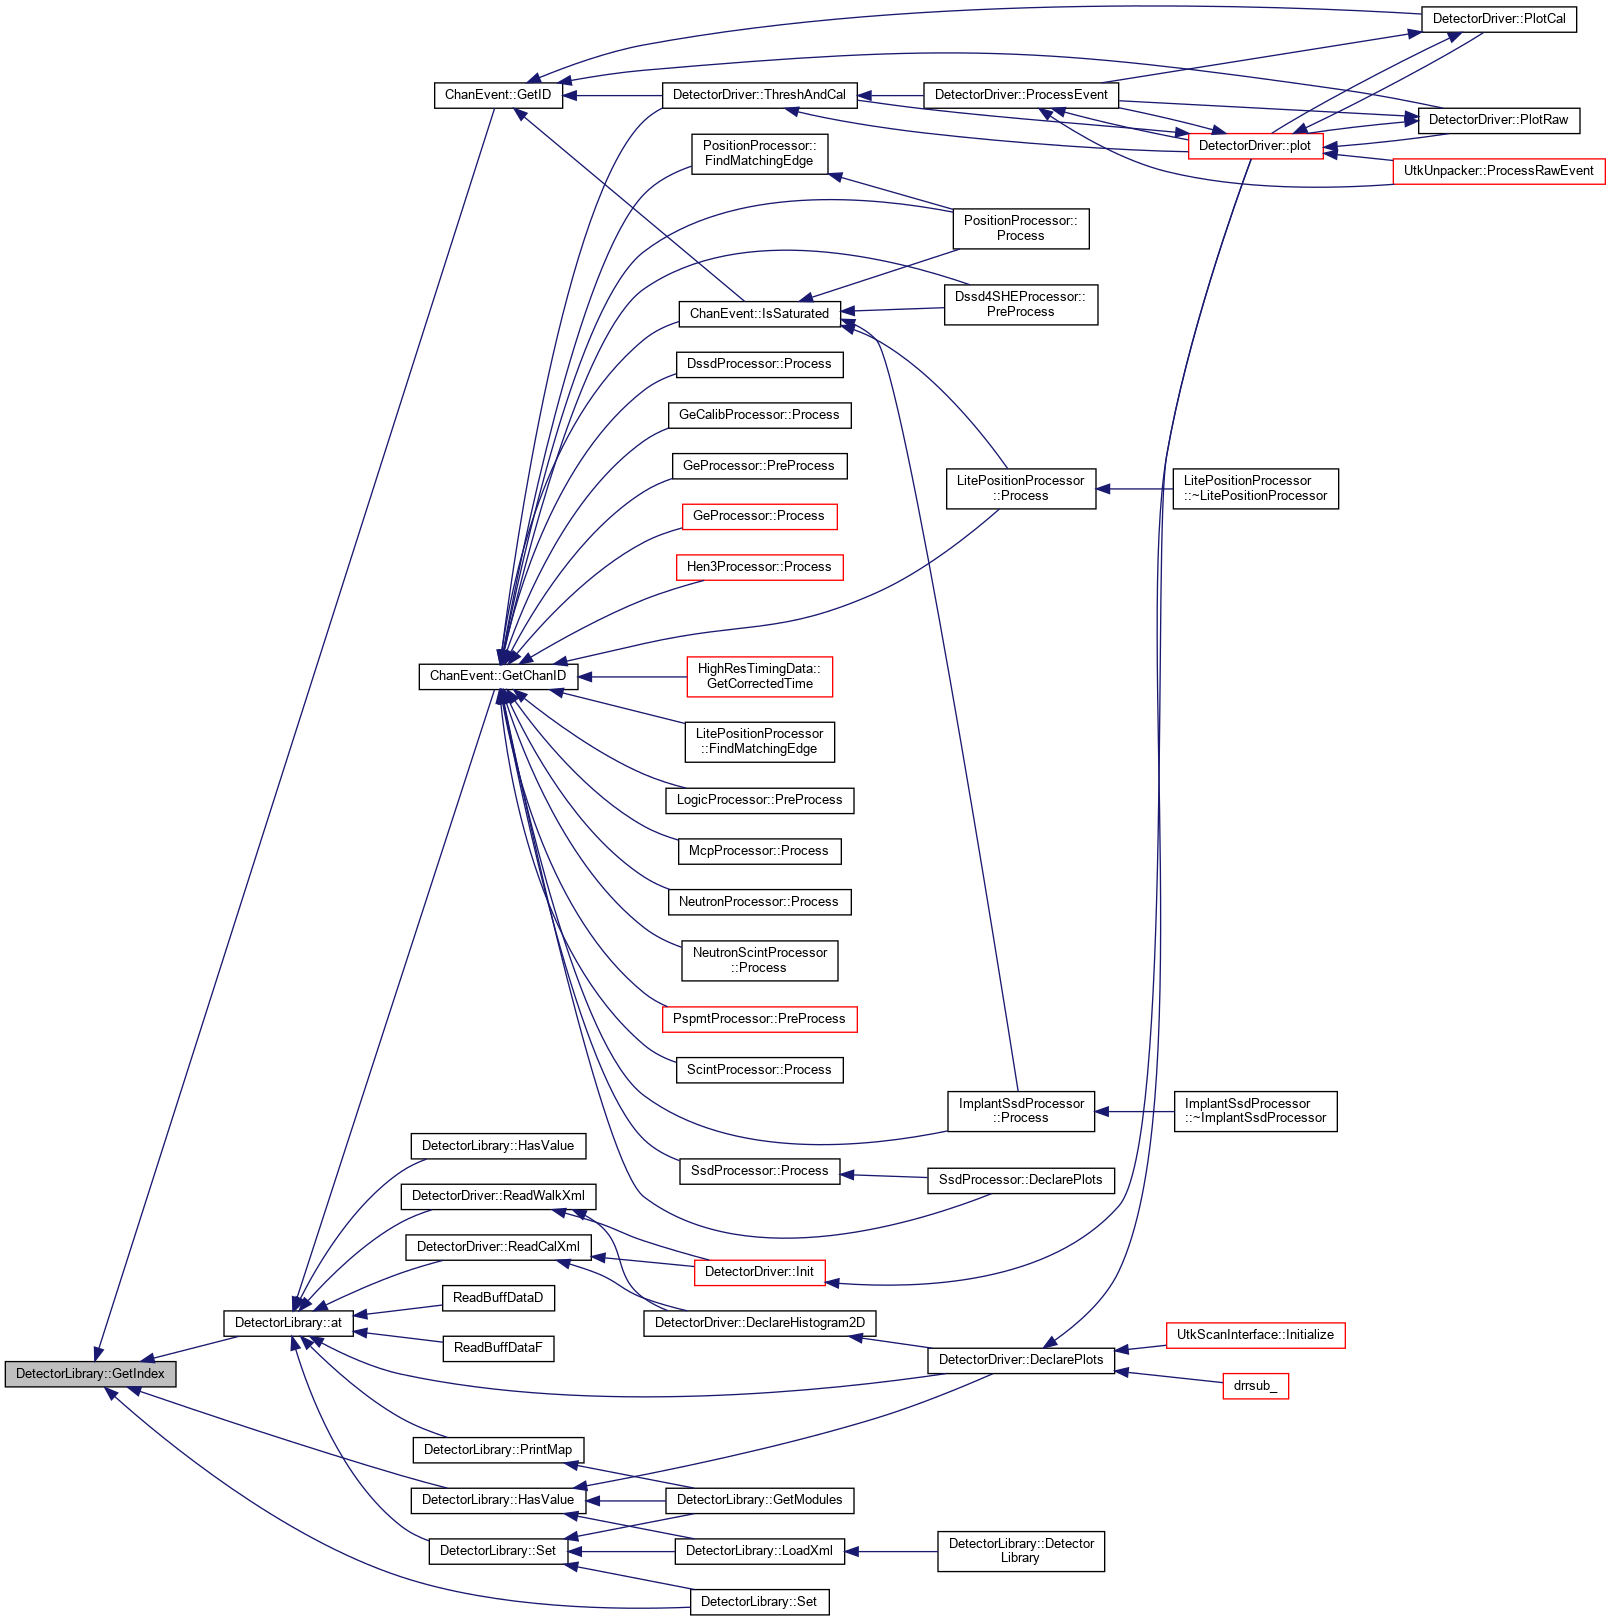 DetectorDriver::PlotCal
ChanEvent::GetID
DetectorDriver::ThreshAndCal
DetectorDriver::ProcessEvent
DetectorDriver::PlotRaw
DetectorDriver::plot
PositionProcessor::
FindMatchingEdge
UtkUnpacker::ProcessRawEvent
PositionProcessor::
Process
Dssd4SHEProcessor::
PreProcess
ChanEvent::IsSaturated
DssdProcessor::Process
GeCalibProcessor::Process
GeProcessor::PreProcess
LitePositionProcessor
::Process
LitePositionProcessor
::~LitePositionProcessor
GeProcessor::Process
Hen3Processor::Process
ChanEvent::GetChanID
HighResTimingData::
GetCorrectedTime
LitePositionProcessor
::FindMatchingEdge
LogicProcessor::PreProcess
McpProcessor::Process
NeutronProcessor::Process
NeutronScintProcessor
::Process
PspmtProcessor::PreProcess
ScintProcessor::Process
ImplantSsdProcessor
::Process
ImplantSsdProcessor
::~ImplantSsdProcessor
DetectorLibrary::HasValue
SsdProcessor::Process
SsdProcessor::DeclarePlots
DetectorDriver::ReadWalkXml
DetectorDriver::ReadCalXml
DetectorDriver::Init
ReadBuffDataD
DetectorLibrary::at
DetectorDriver::DeclareHistogram2D
UtkScanInterface::Initialize
ReadBuffDataF
DetectorDriver::DeclarePlots
DetectorLibrary::GetIndex
drrsub_
DetectorLibrary::PrintMap
DetectorLibrary::HasValue
DetectorLibrary::GetModules
DetectorLibrary::Set
DetectorLibrary::LoadXml
DetectorLibrary::Detector
Library
DetectorLibrary::Set